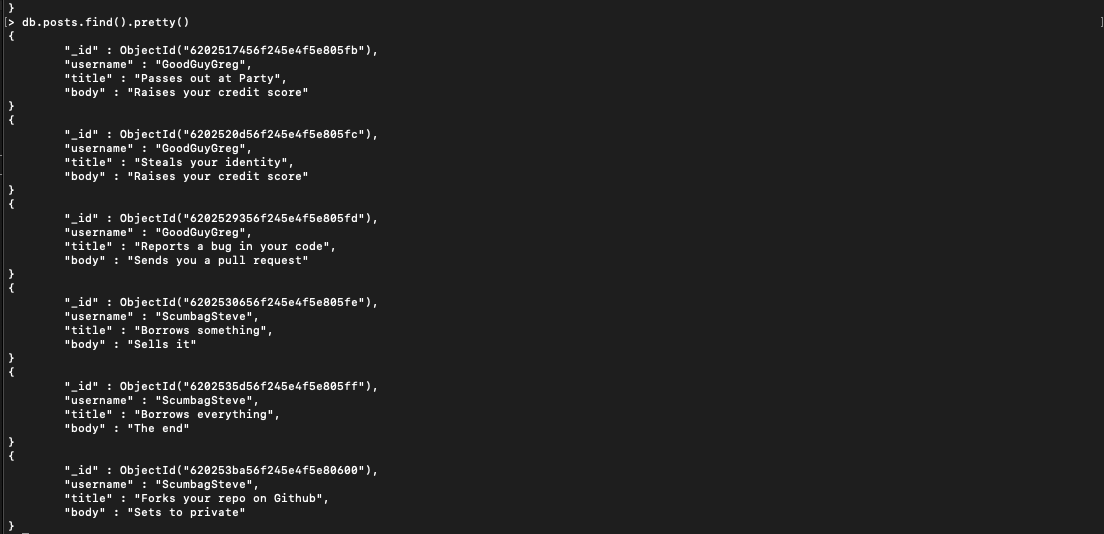 }
> db.posts.find().pretty()
{
"_id" : ObjectId("6202517456f245e4f5e805fb"),
"username" : "GoodGuyGreg",
"title" : "Passes out at Party",
"body" : "Raises your credit score"
}
{
"_id" : ObjectId("6202520d56f245e4f5e805fc"),
"username" : "GoodGuyGreg",
"title" : "Steals your identity",
"body" : "Raises your credit score"
}
{
"_id" : ObjectId("6202529356f245e4f5e805fd"),
"username" : "GoodGuyGreg",
"title" : "Reports a bug in your code",
"body" : "Sends you a pull request"
}
{
"_id" : ObjectId("6202530656f245e4f5e805fe"),
"username" : "ScumbagSteve",
"title" : "Borrows something",
"body" : "Sells it"
}
{
"_id" : ObjectId("6202535d56f245e4f5e805ff"),
"username" : "ScumbagSteve",
"title" : "Borrows everything",
"body" : "The end"
}
{
"_id" : ObjectId("620253ba56f245e4f5e80600"),
"username" : "ScumbagSteve",
"title" : "Forks your repo on Github",
"body" : "Sets to private"
}